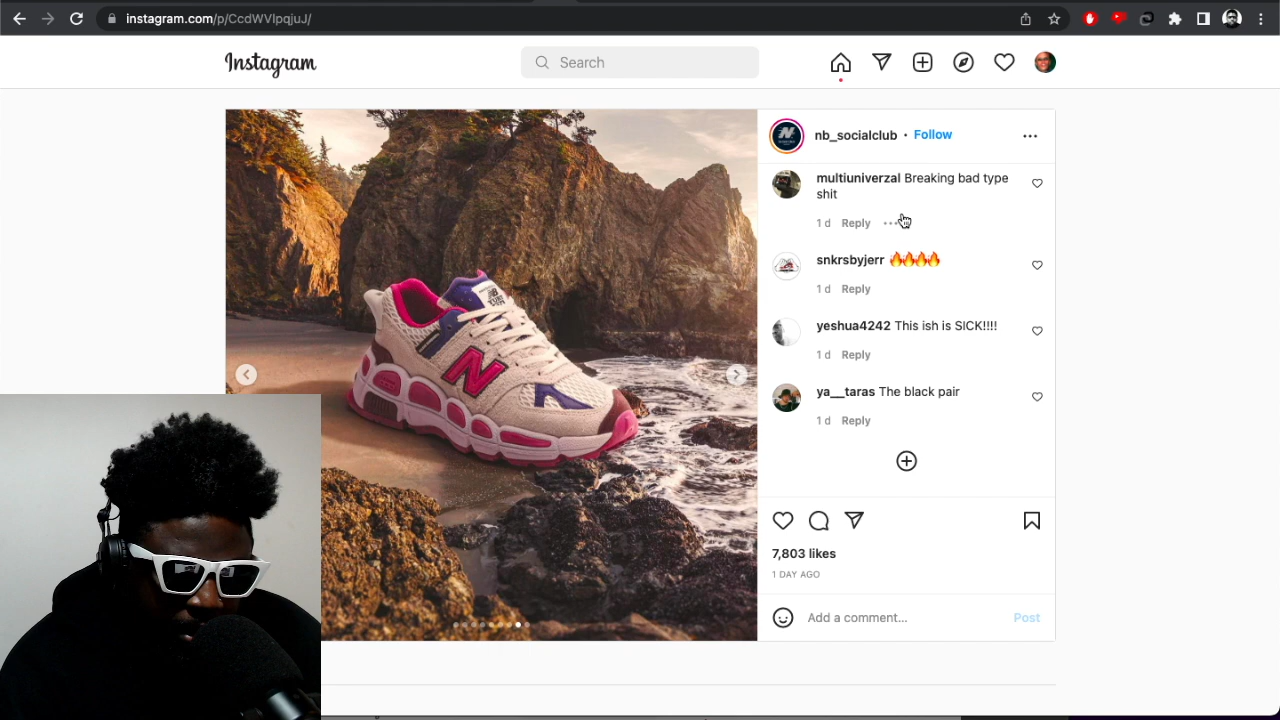 instagram.com/p/CcdWVlpqjuJ/
Instagram
Search
nb_socialclub • Follow
multiuniverzal Breaking bad type
shit
1 d Reply
snkrsbyjerr 🔥🔥🔥🔥
1 d Reply
yeshua4242 This ish is SICK!!!!
1 d Reply
ya__taras The black pair
1 d Reply
7,803 likes
1 DAY AGO
Add a comment...
Post
N